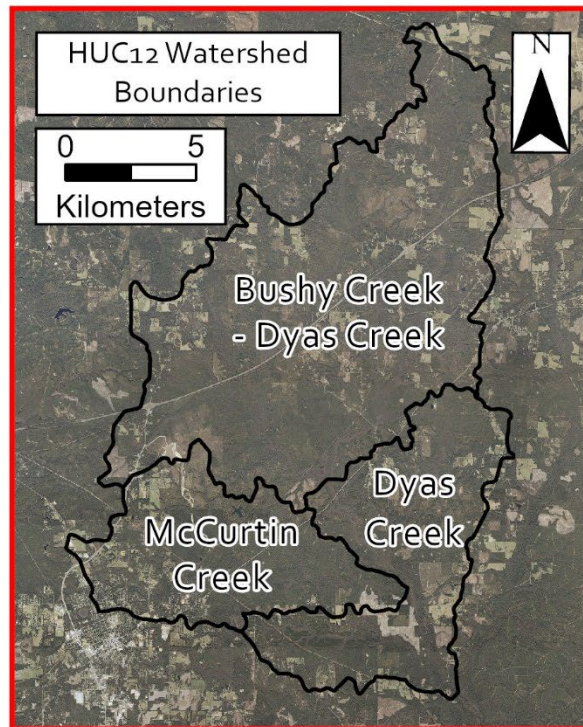 HUC12 Watershed
Boundaries
N
0 5
Kilometers
Bushy Creek
- Dyas Creek
Dyas
Creek
McCurtin
Creek